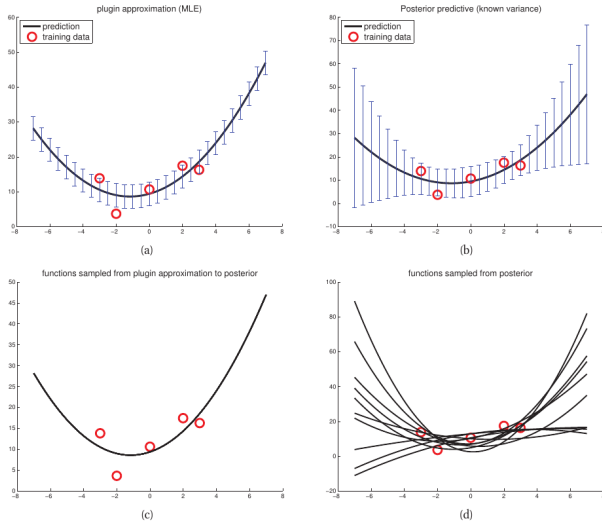 plugin approximation (MLE)
60
50
40
30
20
10
0
prediction
training data
−8 −6 −4 −2 0 2 4 6 8
(a)
Posterior predictive (known variance)
80
70
60
50
40
30
20
10
0
−10
prediction
training data
−8 −6 −4 −2 0 2 4 6 8
(b)
functions sampled from plugin approximation to posterior
50
45
40
35
30
25
20
15
10
5
0
−8 −6 −4 −2 0 2 4 6 8
(c)
functions sampled from posterior
100
80
60
40
20
0
−20
−8 −6 −4 −2 0 2 4 6 8
(d)